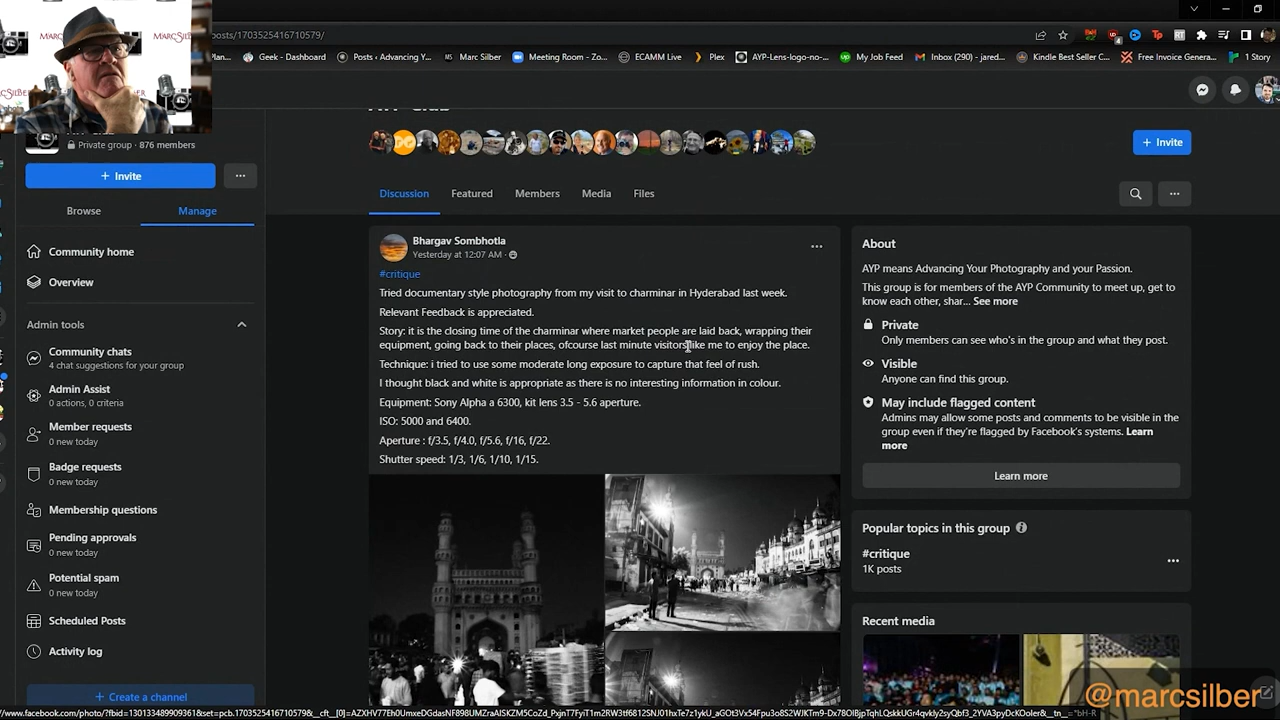 MARCSILBER
posts/1703525416710579/
Geek - Dashboard
Posts ‹ Advancing Y...
Marc Silber
Meeting Room - Zo...
ECAMM Live
Plex
AYP-Lens-logo-no-...
My Job Feed
Inbox (290) - jared...
Kindle Best Seller C...
Free Invoice Genera...
1 Story
Private group · 876 members
+ Invite
+ Invite
Browse
Manage
Discussion
Featured
Members
Media
Files
Community home
Overview
Admin tools
Community chats
4 chat suggestions for your group
Admin Assist
0 actions, 0 criteria
Member requests
0 new today
Badge requests
0 new today
Membership questions
Pending approvals
0 new today
Potential spam
0 new today
Scheduled Posts
Activity log
+ Create a channel
Bhargav Sombhotla
Yesterday at 12:07 AM ·
#critique
Tried documentary style photography from my visit to charminar in Hyderabad last week.
Relevant Feedback is appreciated.
Story: it is the closing time of the charminar where market people are laid back, wrapping their
equipment, going back to their places, ofcourse last minute visitors like me to enjoy the place.
Technique: i tried to use some moderate long exposure to capture that feel of rush.
I thought black and white is appropriate as there is no interesting information in colour.
Equipment: Sony Alpha a 6300, kit lens 3.5 - 5.6 aperture.
ISO: 5000 and 6400.
Aperture : f/3.5, f/4.0, f/5.6, f/16, f/22.
Shutter speed: 1/3, 1/6, 1/10, 1/15.
About
AYP means Advancing Your Photography and your Passion.
This group is for members of the AYP Community to meet up, get to
know each other, shar... See more
Private
Only members can see who's in the group and what they post.
Visible
Anyone can find this group.
May include flagged content
Admins may allow some posts and comments to be visible in the
group even if they're flagged by Facebook's systems. Learn
more
Learn more
Popular topics in this group
#critique
1K posts
Recent media
@marcsilber